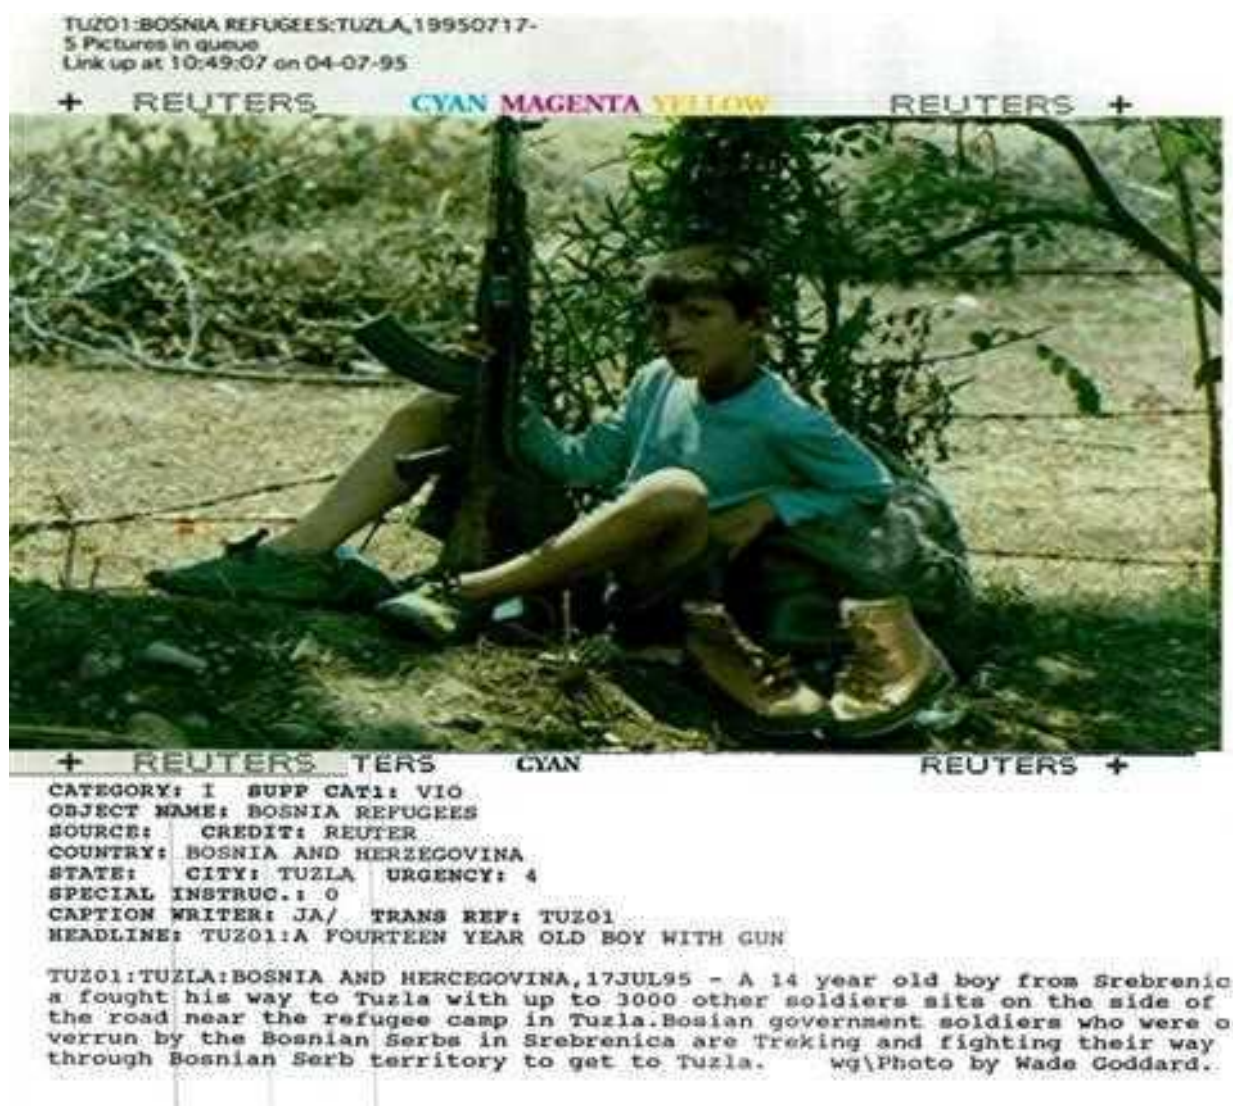 TUZ01:BOSNIA REFUGEES:TUZLA,19950717-
5 Pictures in queue
Link up at 10:49:07 on 04-07-95
+ REUTERS CYAN MAGENTA YELLOW REUTERS +
+ REUTERS TERS CYAN REUTERS +
CATEGORY: I SUPP CAT1: VIO
OBJECT NAME: BOSNIA REFUGEES
SOURCE: CREDIT: REUTER
COUNTRY: BOSNIA AND HERZEGOVINA
STATE: CITY: TUZLA URGENCY: 4
SPECIAL INSTRUC.: 0
CAPTION WRITER: JA/ TRANS REF: TUZ01
HEADLINE: TUZ01:A FOURTEEN YEAR OLD BOY WITH GUN
TUZ01:TUZLA:BOSNIA AND HERCEGOVINA,17JUL95 - A 14 year old boy from Srebrenic
a fought his way to Tuzla with up to 3000 other soldiers sits on the side of
the road near the refugee camp in Tuzla.Bosian government soldiers who were o
verrun by the Bosnian Serbs in Srebrenica are Treking and fighting their way
through Bosnian Serb territory to get to Tuzla. wg\Photo by Wade Goddard.